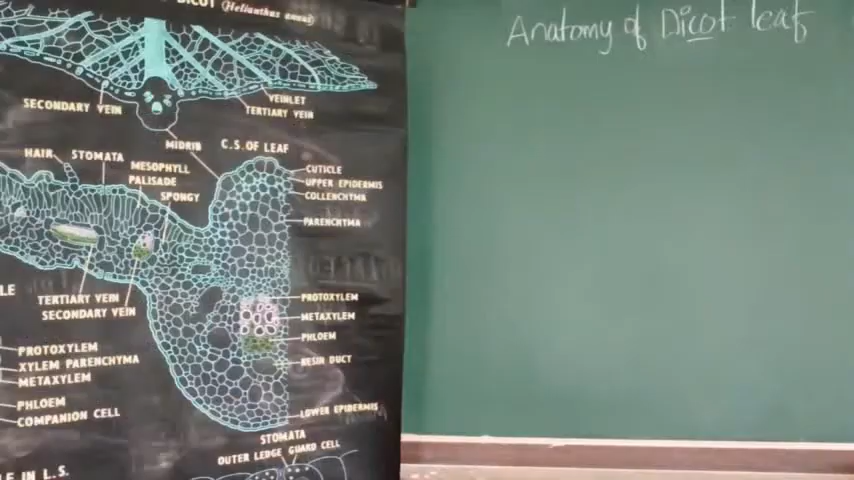 DICOT (Helianthus annus)
Anatomy of Dicot leaf
SECONDARY VEIN
VEINLET
TERTIARY VEIN
MIDRIB
C.S. OF LEAF
HAIR
STOMATA
MESOPHYLL
PALISADE
SPONGY
CUTICLE
UPPER EPIDERMIS
COLLENCHYMA
PARENCHYMA
TERTIARY VEIN
SECONDARY VEIN
PROTOXYLEM
METAXYLEM
PHLOEM
RESIN DUCT
LOWER EPIDERMIS
PROTOXYLEM
XYLEM PARENCHYMA
METAXYLEM
PHLOEM
COMPANION CELL
STOMATA
OUTER LEDGE GUARD CELL
IN L.S.